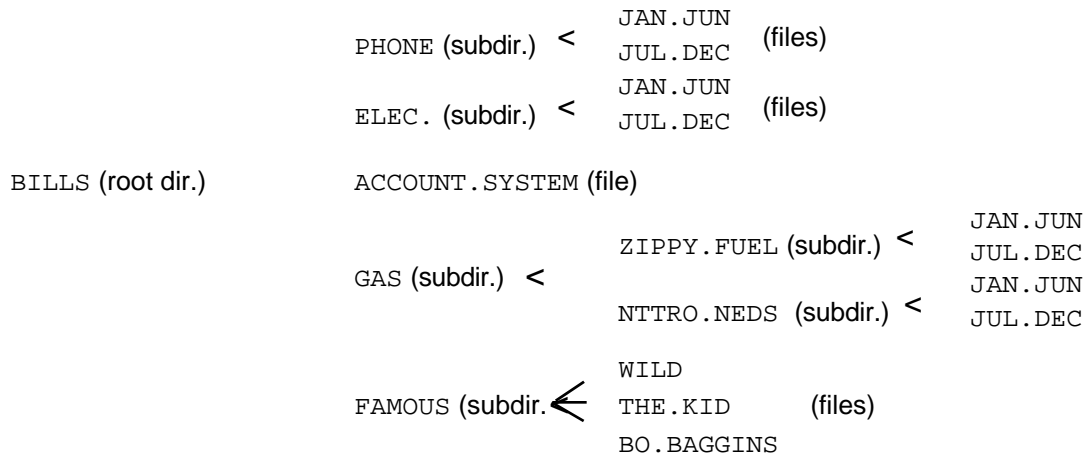 JAN.JUN
PHONE (subdir.) < (files)
JUL.DEC
JAN.JUN
ELEC. (subdir.) < (files)
JUL.DEC
BILLS (root dir.) ACCOUNT.SYSTEM (file)
JAN.JUN
ZIPPY.FUEL (subdir.) <
JUL.DEC
GAS (subdir.) <
JAN.JUN
NTTRO.NEDS (subdir.) <
JUL.DEC
WILD
FAMOUS (subdir. THE.KID (files)
BO.BAGGINS